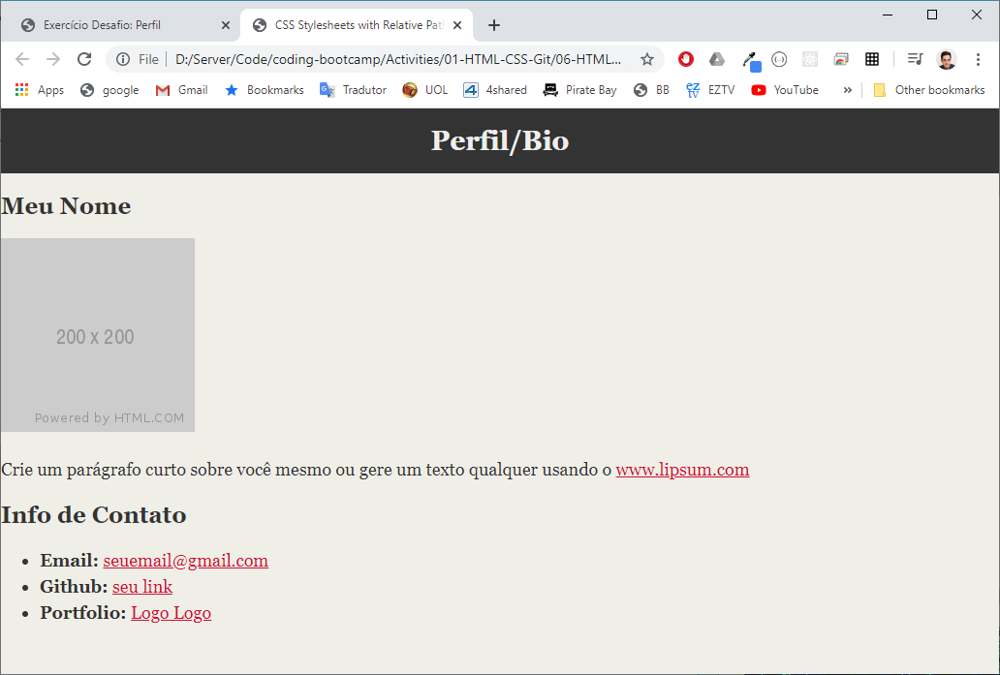 Exercício Desafio: Perfil
CSS Stylesheets with Relative Pat
File
D:/Server/Code/coding-bootcamp/Activities/01-HTML-CSS-Git/06-HTML...
Apps
google
Gmail
Bookmarks
Tradutor
UOL
4shared
Pirate Bay
BB
EZTV
YouTube
»
Other bookmarks
Perfil/Bio
Meu Nome
200 x 200
Powered by HTML.COM
Crie um parágrafo curto sobre você mesmo ou gere um texto qualquer usando o www.lipsum.com
Info de Contato
Email: seuemail@gmail.com
Github: seu link
Portfolio: Logo Logo